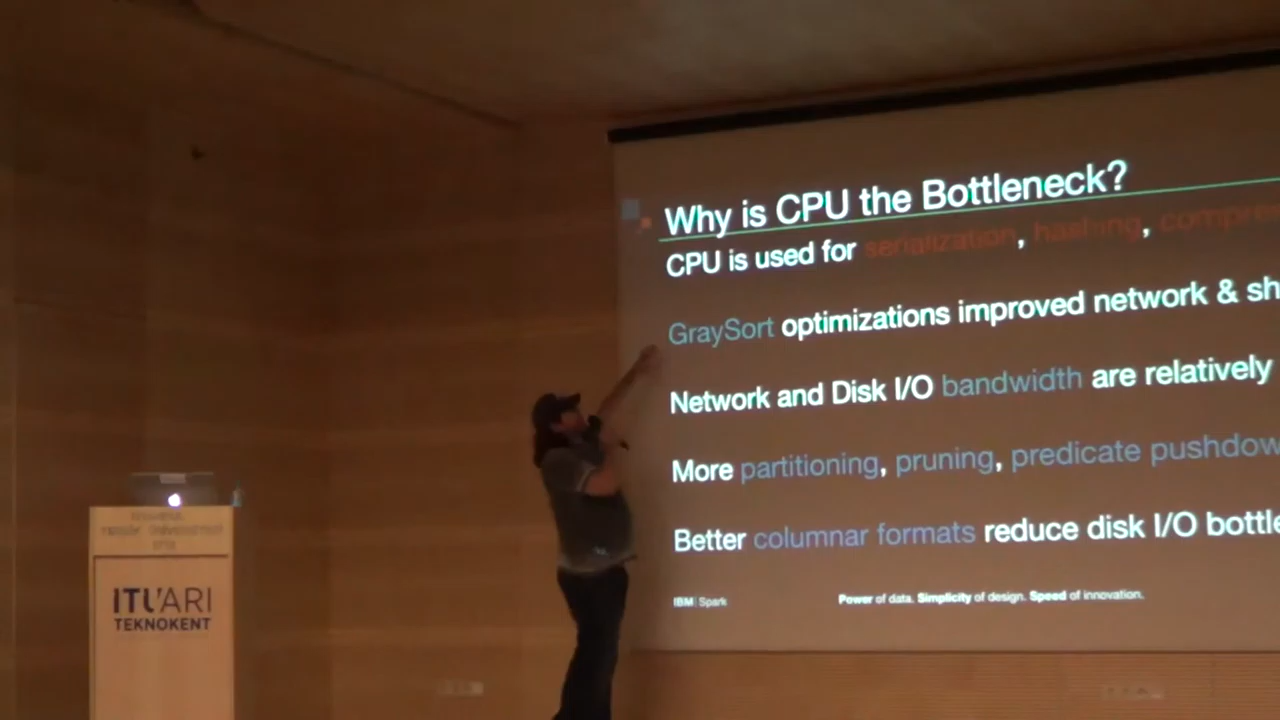 Why is CPU the Bottleneck?
CPU is used for serialization, hashing, compre
GraySort optimizations improved network & sh
Network and Disk I/O bandwidth are relatively
More partitioning, pruning, predicate pushdow
Better columnar formats reduce disk I/O bottle
IBM | Spark
Power of data. Simplicity of design. Speed of innovation.
ITÜARI
TEKNOKENT